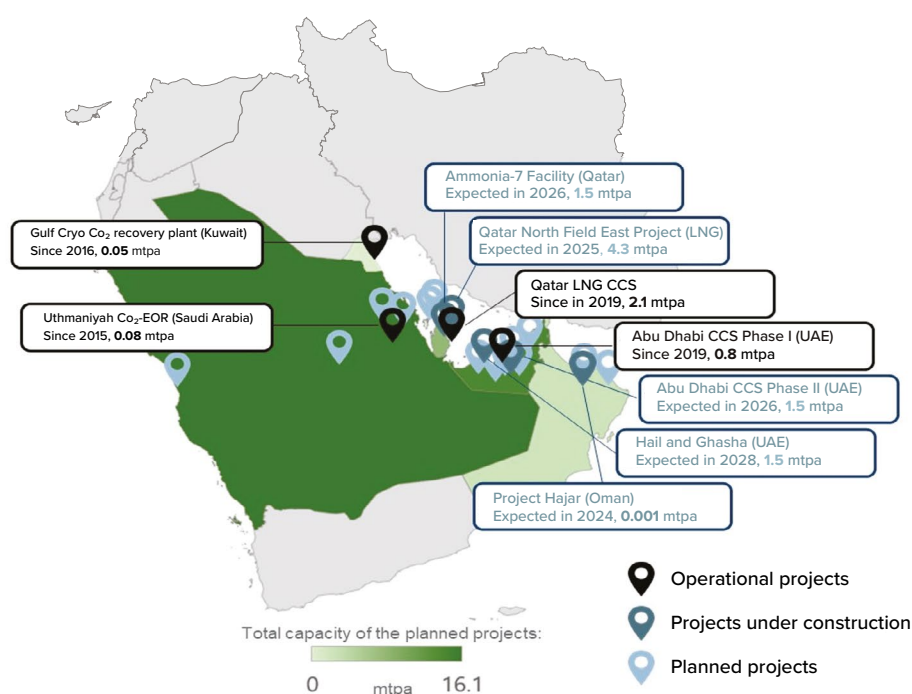 Ammonia-7 Facility (Qatar)
Expected in 2026, 1.5 mtpa
Gulf Cryo Co₂ recovery plant (Kuwait)
Since 2016, 0.05 mtpa
Qatar North Field East Project (LNG)
Expected in 2025, 4.3 mtpa
Qatar LNG CCS
Since in 2019, 2.1 mtpa
Uthmaniyah Co₂-EOR (Saudi Arabia)
Since 2015, 0.08 mtpa
Abu Dhabi CCS Phase I (UAE)
Since 2019, 0.8 mtpa
Abu Dhabi CCS Phase II (UAE)
Expected in 2026, 1.5 mtpa
Hail and Ghasha (UAE)
Expected in 2028, 1.5 mtpa
Project Hajar (Oman)
Expected in 2024, 0.001 mtpa
Operational projects
Projects under construction
Planned projects
Total capacity of the planned projects:
0 mtpa 16.1